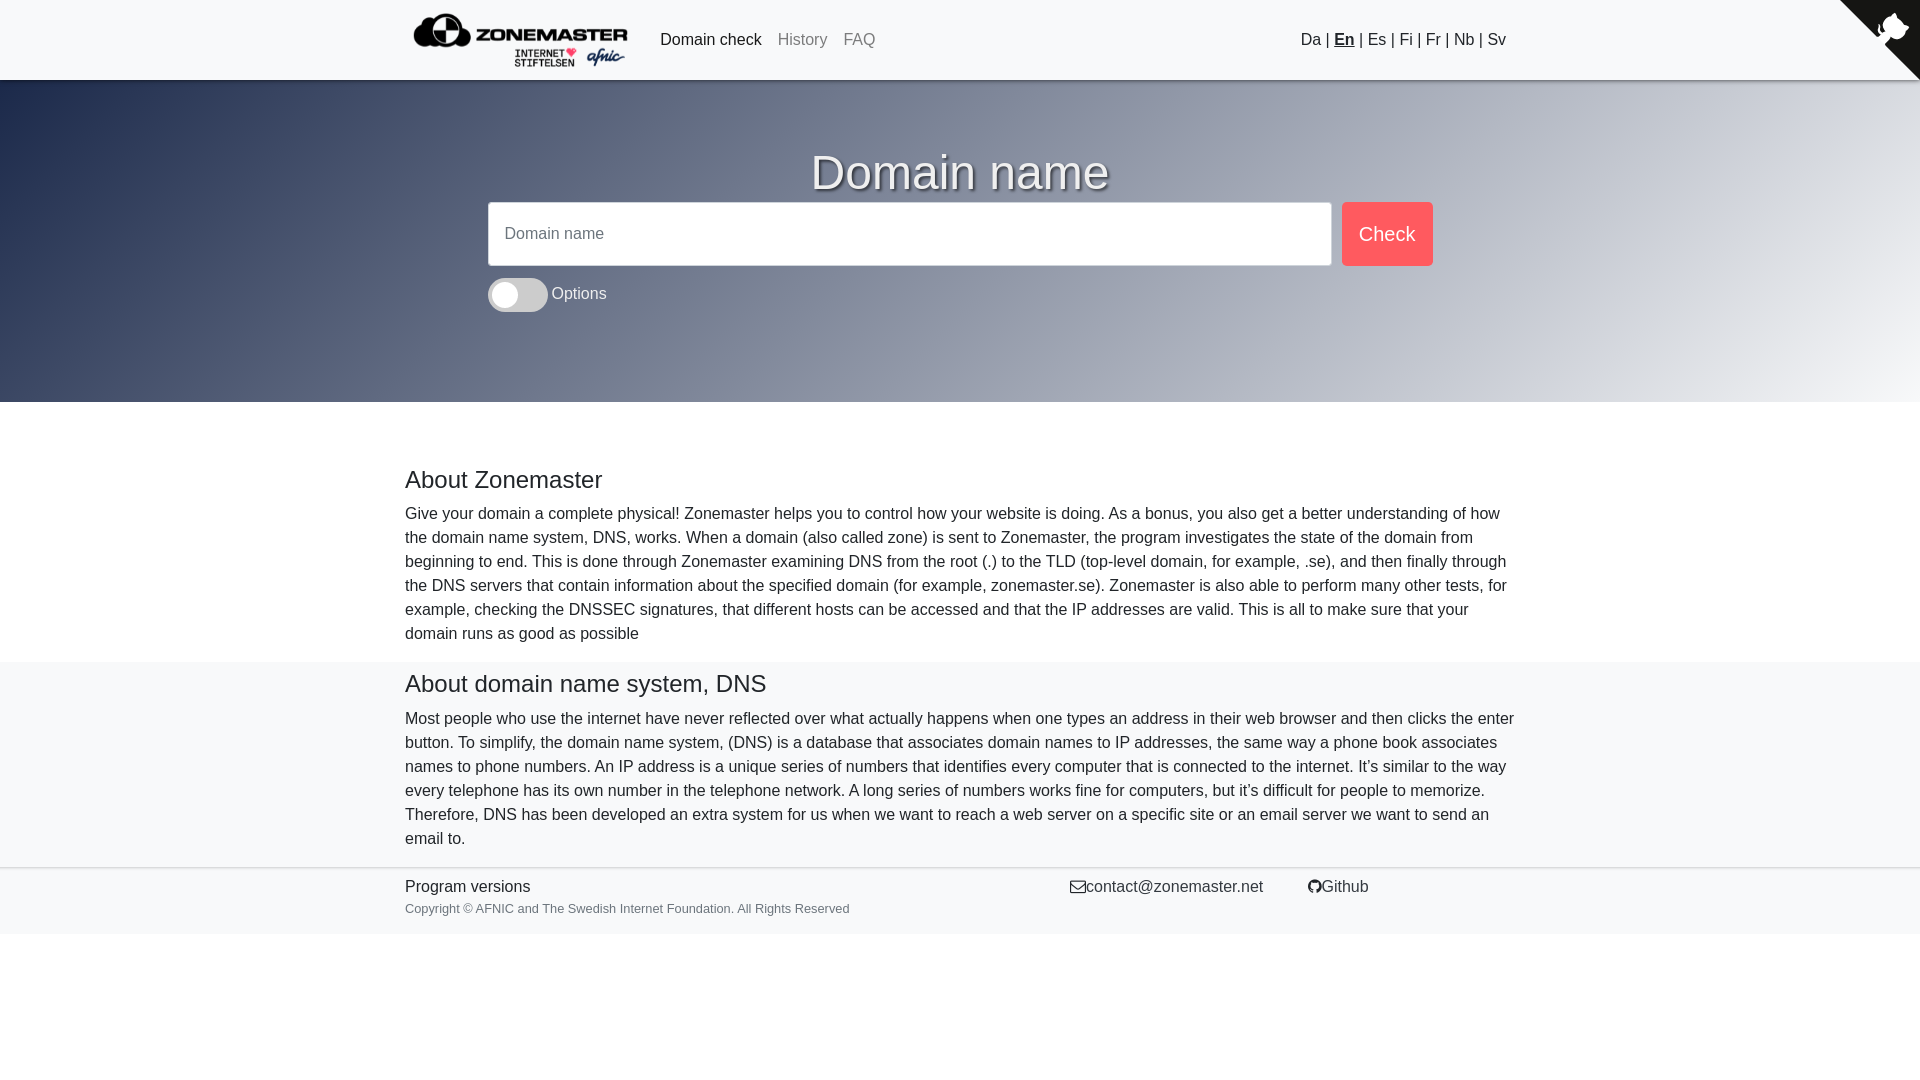 ZONEMASTER
INTERNET
STIFTELSEN afnic
Domain check History FAQ
Da | En | Es | Fi | Fr | Nb | Sv
Domain name
Domain name
Check
Options
About Zonemaster
Give your domain a complete physical! Zonemaster helps you to control how your website is doing. As a bonus, you also get a better understanding of how
the domain name system, DNS, works. When a domain (also called zone) is sent to Zonemaster, the program investigates the state of the domain from
beginning to end. This is done through Zonemaster examining DNS from the root (.) to the TLD (top-level domain, for example, .se), and then finally through
the DNS servers that contain information about the specified domain (for example, zonemaster.se). Zonemaster is also able to perform many other tests, for
example, checking the DNSSEC signatures, that different hosts can be accessed and that the IP addresses are valid. This is all to make sure that your
domain runs as good as possible
About domain name system, DNS
Most people who use the internet have never reflected over what actually happens when one types an address in their web browser and then clicks the enter
button. To simplify, the domain name system, (DNS) is a database that associates domain names to IP addresses, the same way a phone book associates
names to phone numbers. An IP address is a unique series of numbers that identifies every computer that is connected to the internet. It’s similar to the way
every telephone has its own number in the telephone network. A long series of numbers works fine for computers, but it’s difficult for people to memorize.
Therefore, DNS has been developed an extra system for us when we want to reach a web server on a specific site or an email server we want to send an
email to.
Program versions
contact@zonemaster.net
Github
Copyright © AFNIC and The Swedish Internet Foundation. All Rights Reserved